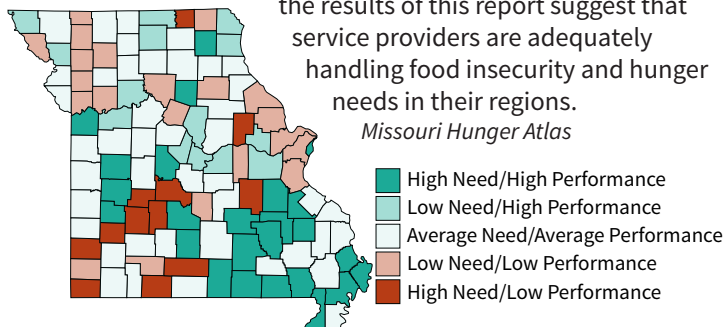 the results of this report suggest that
service providers are adequately
handling food insecurity and hunger
needs in their regions.
Missouri Hunger Atlas
High Need/High Performance
Low Need/High Performance
Average Need/Average Performance
Low Need/Low Performance
High Need/Low Performance